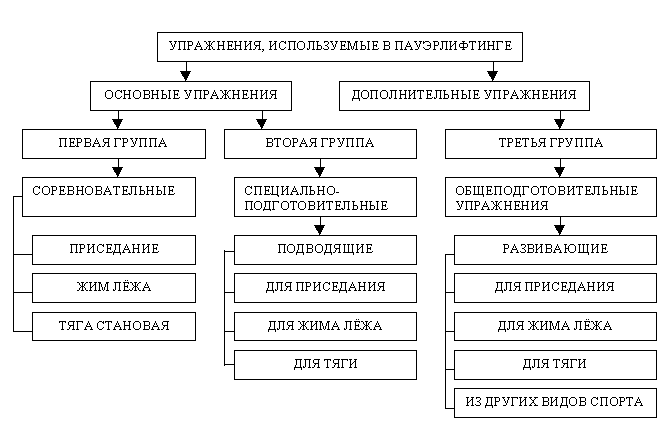 УПРАЖНЕНИЯ, ИСПОЛЬЗУЕМЫЕ В ПАУЭРЛИФТИНГЕ
ОСНОВНЫЕ УПРАЖНЕНИЯ
ДОПОЛНИТЕЛЬНЫЕ УПРАЖНЕНИЯ
ПЕРВАЯ ГРУППА
ВТОРАЯ ГРУППА
ТРЕТЬЯ ГРУППА
СОРЕВНОВАТЕЛЬНЫЕ
СПЕЦИАЛЬНО-
ПОДГОТОВИТЕЛЬНЫЕ
ОБЩЕПОДГОТОВИТЕЛЬНЫЕ
УПРАЖНЕНИЯ
ПРИСЕДАНИЕ
ПОДВОДЯЩИЕ
РАЗВИВАЮЩИЕ
ЖИМ ЛЁЖА
ДЛЯ ПРИСЕДАНИЯ
ДЛЯ ПРИСЕДАНИЯ
ТЯГА СТАНОВАЯ
ДЛЯ ЖИМА ЛЁЖА
ДЛЯ ЖИМА ЛЁЖА
ДЛЯ ТЯГИ
ДЛЯ ТЯГИ
ИЗ ДРУГИХ ВИДОВ СПОРТА